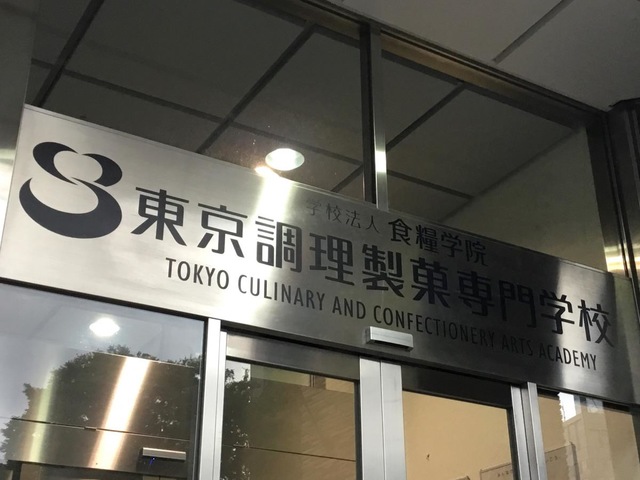 学校法人 食糧学院
東京調理製菓専門学校
TOKYO CULINARY AND CONFECTIONERY ARTS ACADEMY